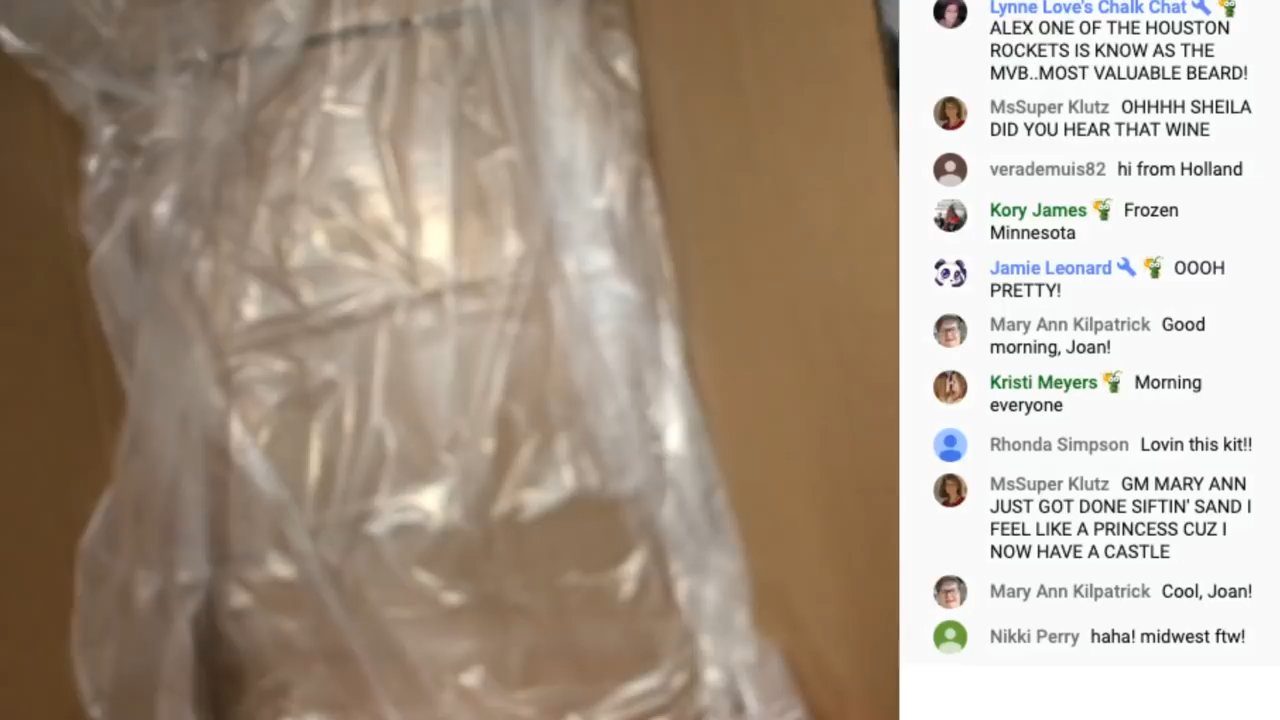 Lynne Love's Chalk Chat
ALEX ONE OF THE HOUSTON
ROCKETS IS KNOW AS THE
MVB..MOST VALUABLE BEARD!
MsSuper Klutz OHHHH SHEILA
DID YOU HEAR THAT WINE
verademuis82 hi from Holland
Kory James Frozen
Minnesota
Jamie Leonard OOOH
PRETTY!
Mary Ann Kilpatrick Good
morning, Joan!
Kristi Meyers Morning
everyone
Rhonda Simpson Lovin this kit!!
MsSuper Klutz GM MARY ANN
JUST GOT DONE SIFTIN' SAND I
FEEL LIKE A PRINCESS CUZ I
NOW HAVE A CASTLE
Mary Ann Kilpatrick Cool, Joan!
Nikki Perry haha! midwest ftw!